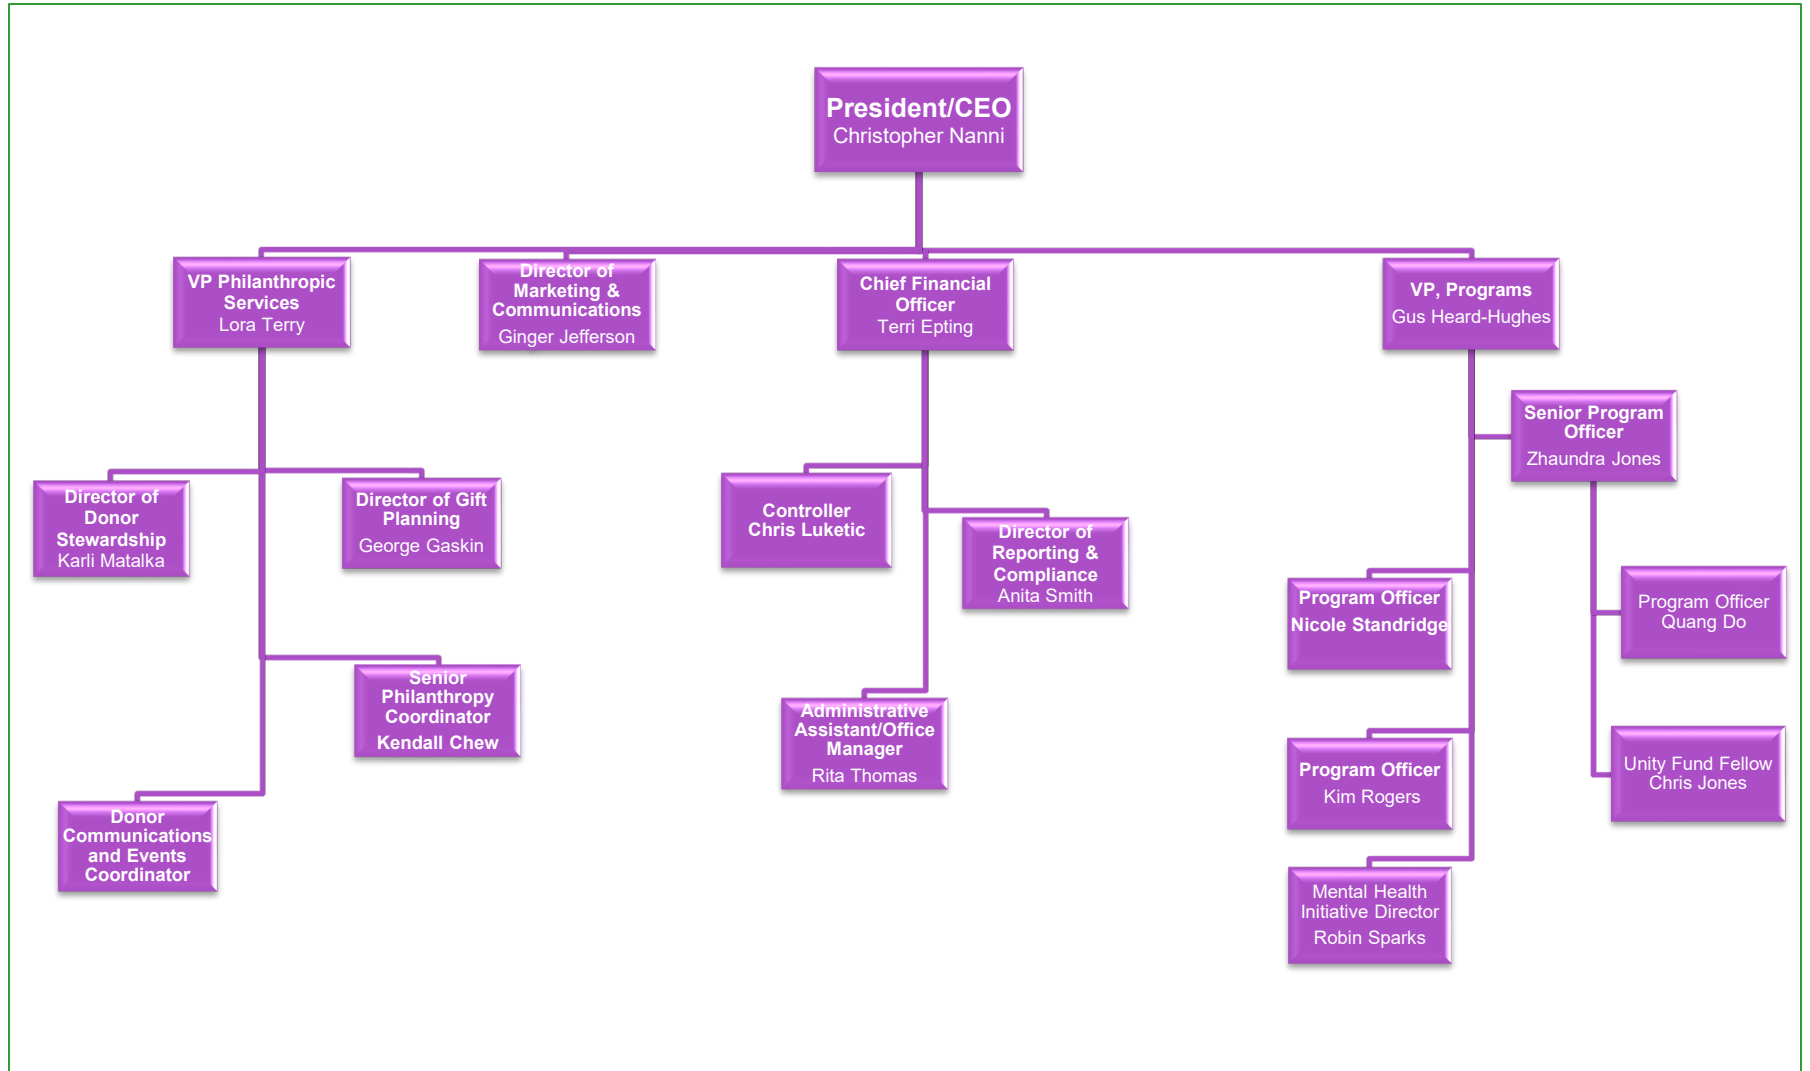 President/CEO
Christopher Nanni
VP Philanthropic
Services
Lora Terry
Director of
Marketing &
Communications
Ginger Jefferson
Chief Financial
Officer
Terri Epting
VP, Programs
Gus Heard-Hughes
Senior Program
Officer
Zhaundra Jones
Director of
Donor
Stewardship
Karli Matalka
Director of Gift
Planning
George Gaskin
Controller
Chris Luketic
Director of
Reporting &
Compliance
Anita Smith
Program Officer
Nicole Standridge
Program Officer
Quang Do
Senior
Philanthropy
Coordinator
Kendall Chew
Administrative
Assistant/Office
Manager
Rita Thomas
Program Officer
Kim Rogers
Unity Fund Fellow
Chris Jones
Donor
Communications
and Events
Coordinator
Mental Health
Initiative Director
Robin Sparks